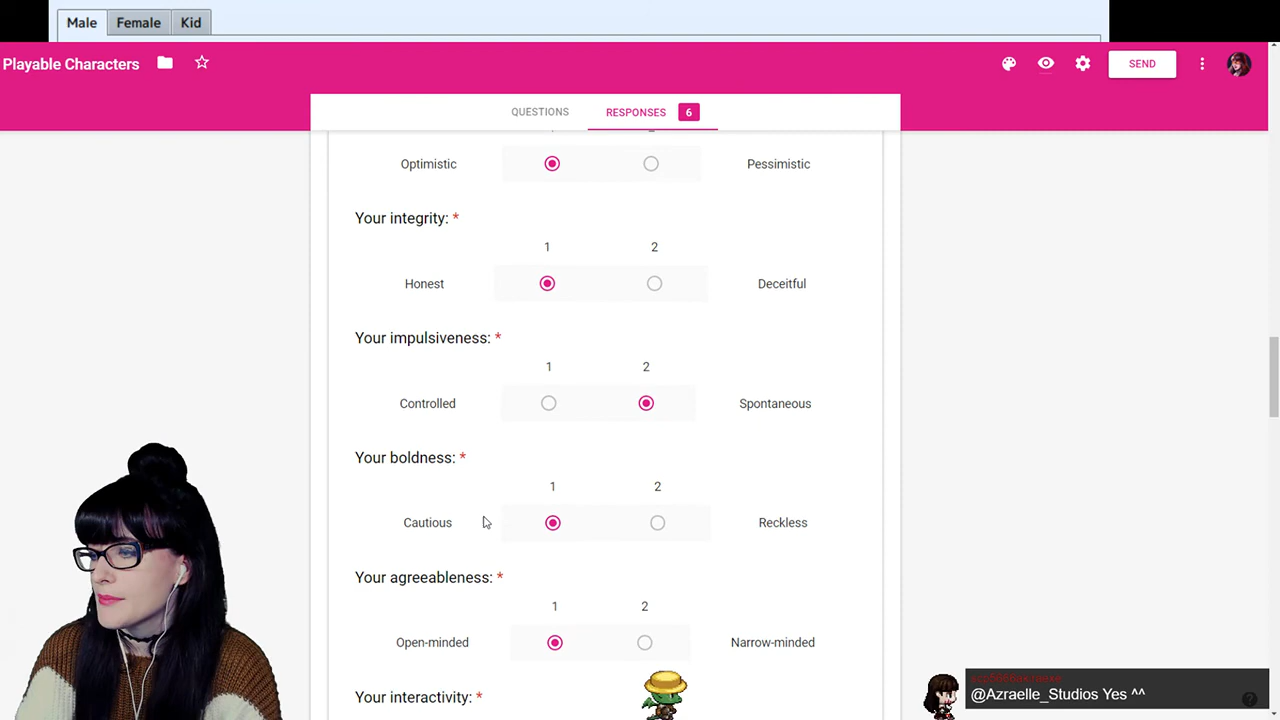 Male Female Kid
Playable Characters
SEND
QUESTIONS RESPONSES 6
Optimistic Pessimistic
Your integrity: *
1 2
Honest Deceitful
Your impulsiveness: *
1 2
Controlled Spontaneous
Your boldness: *
1 2
Cautious Reckless
Your agreeableness: *
1 2
Open-minded Narrow-minded
Your interactivity: *
@Azraelle_Studios Yes ^^
?